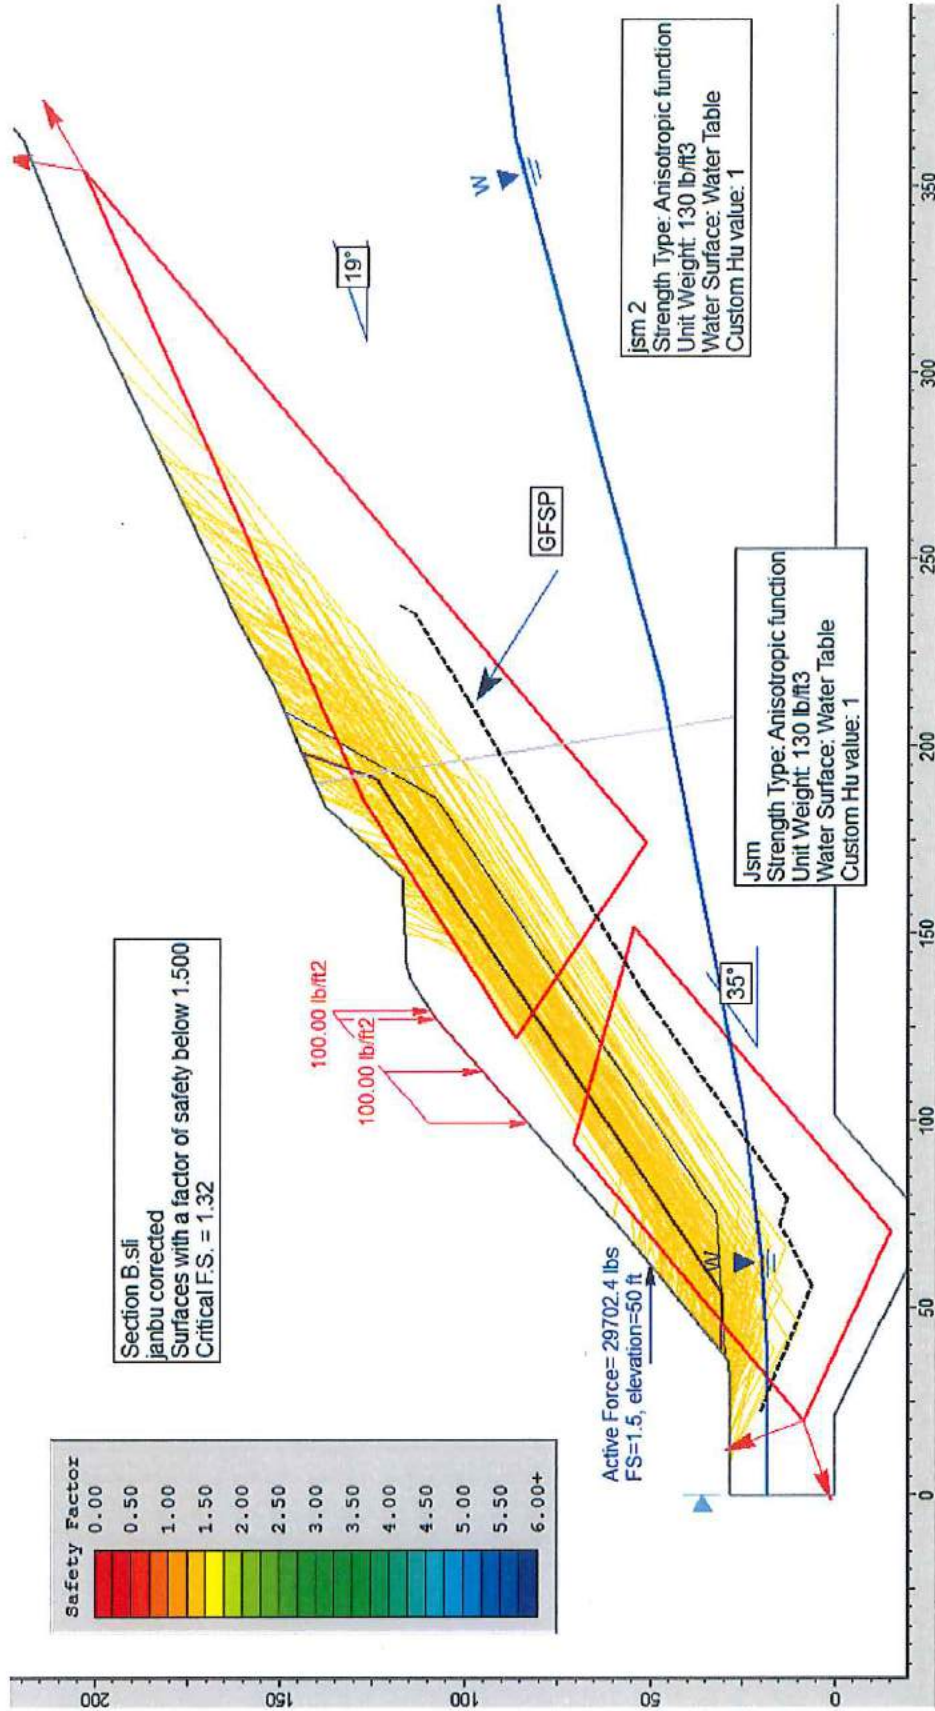 Safety Factor
0.00
0.50
1.00
1.50
2.00
2.50
3.00
3.50
4.00
4.50
5.00
5.50
6.00+
Section B.sli
janbu corrected
Surfaces with a factor of safety below 1.500
Critical F.S. = 1.32
100.00 lb/ft2
100.00 lb/ft2
Active Force= 29702.4 lbs
FS=1.5, elevation=50 ft
W
W
GFSP
19°
35°
Jsm
Strength Type: Anisotropic function
Unit Weight: 130 lb/ft3
Water Surface: Water Table
Custom Hu value: 1
jsm 2
Strength Type: Anisotropic function
Unit Weight: 130 lb/ft3
Water Surface: Water Table
Custom Hu value: 1
200
150
100
50
0
0
50
100
150
200
250
300
350